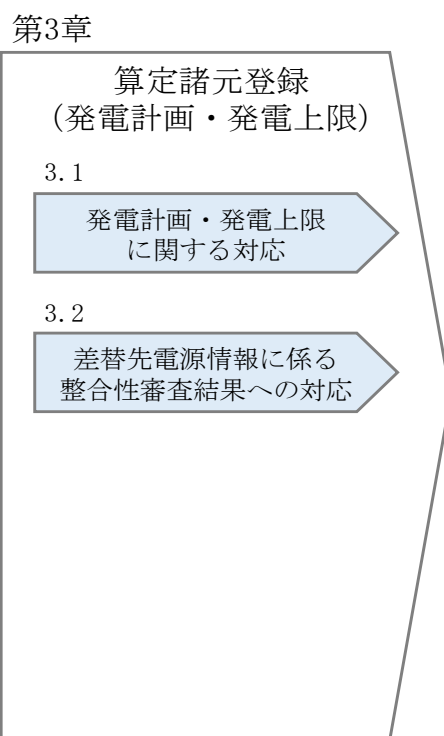 第3章
算定諸元登録
(発電計画・発電上限)
3.1
発電計画・発電上限
に関する対応
3.2
差替先電源情報に係る
整合性審査結果への対応